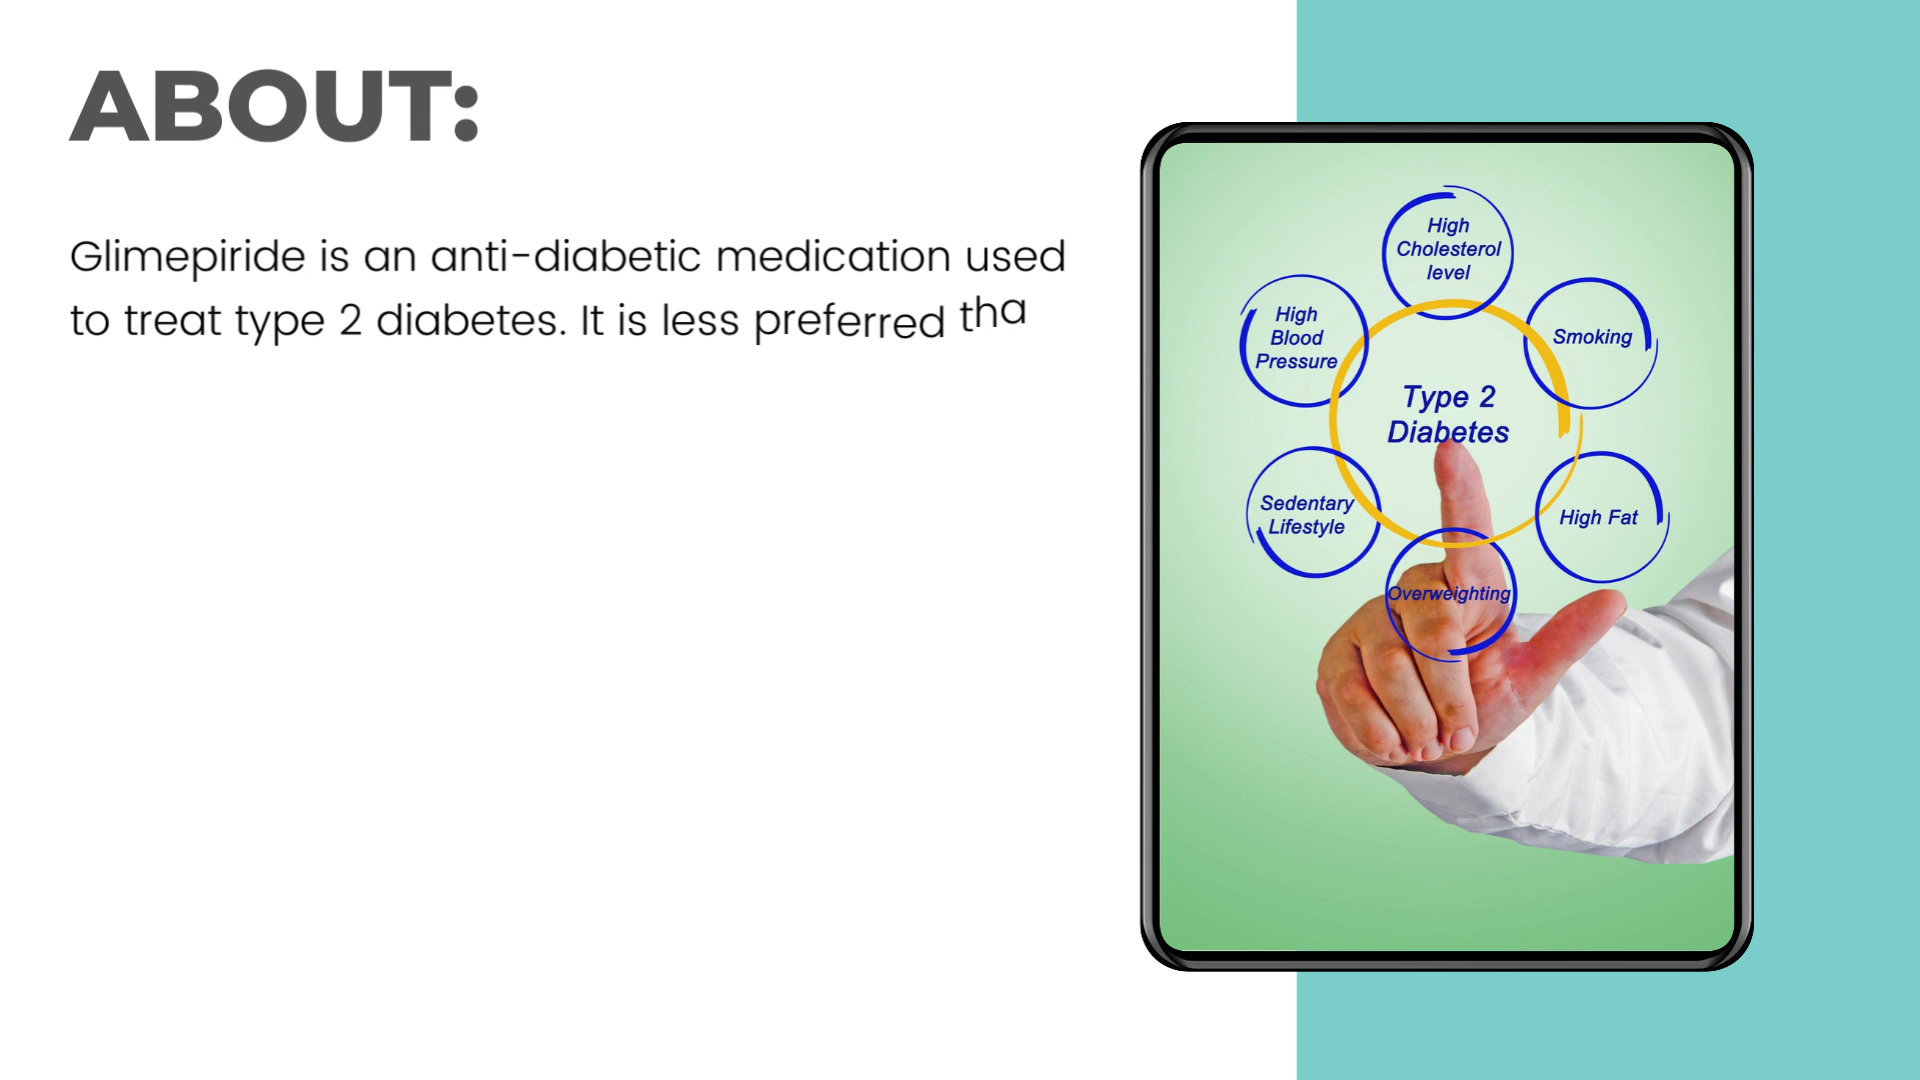 ABOUT:
Glimepiride is an anti-diabetic medication used
to treat type 2 diabetes. It is less preferred tha
High
Cholesterol
level
High
Blood
Pressure
Smoking
Type 2
Diabetes
Sedentary
Lifestyle
High Fat
Overweighting